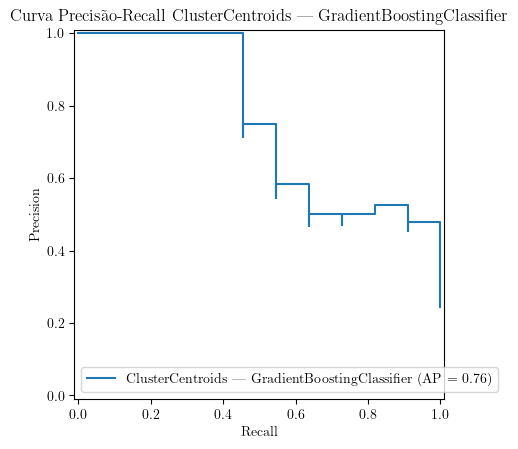 Curva Precisão-Recall ClusterCentroids — GradientBoostingClassifier
1.0
0.8
0.6
0.4
0.2
0.0
Precision
ClusterCentroids — GradientBoostingClassifier (AP = 0.76)
0.0 0.2 0.4 0.6 0.8 1.0
Recall